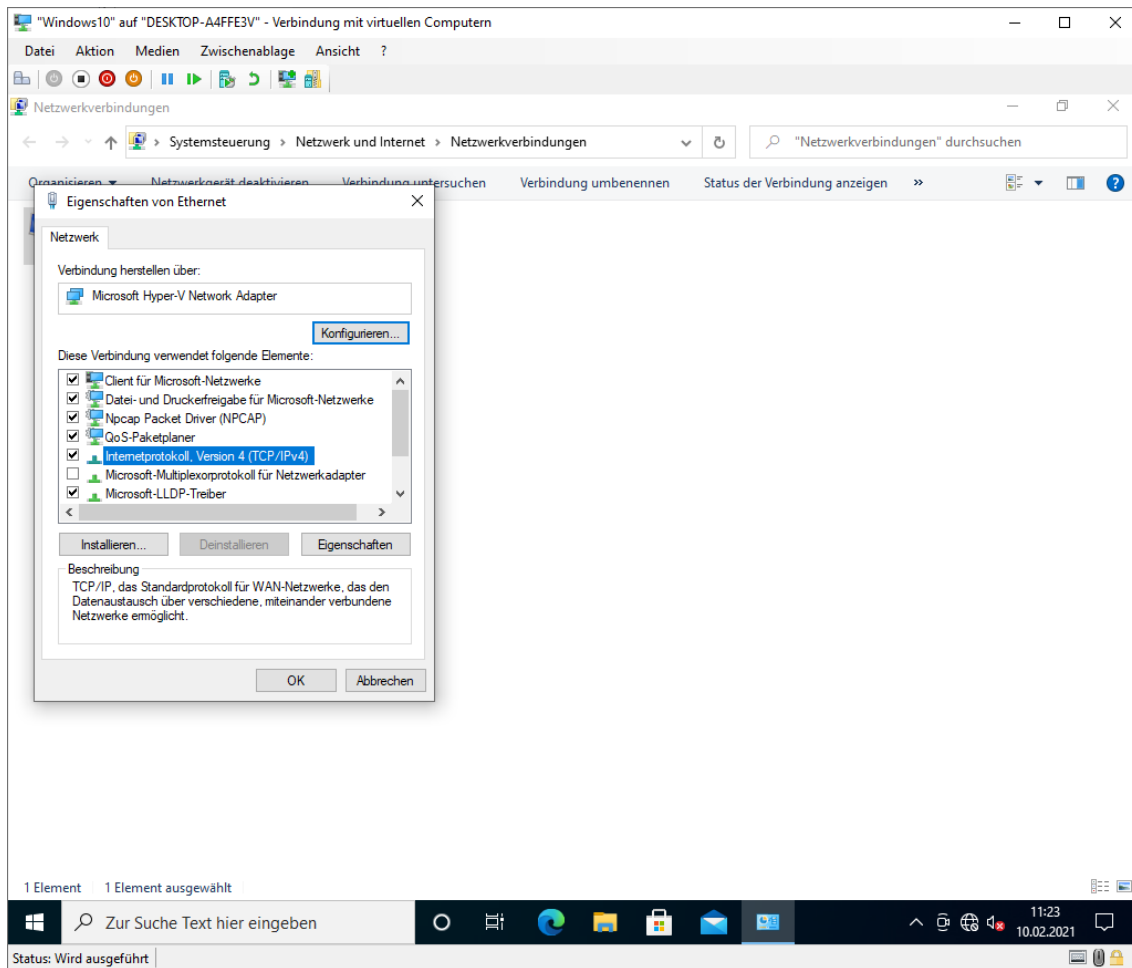 "Windows10" auf "DESKTOP-A4FFE3V" - Verbindung mit virtuellen Computern
Datei Aktion Medien Zwischenablage Ansicht ?
Netzwerkverbindungen
Systemsteuerung > Netzwerk und Internet > Netzwerkverbindungen
"Netzwerkverbindungen" durchsuchen
Organisieren Netzwerkgerät deaktivieren Verbindung untersuchen Verbindung umbenennen Status der Verbindung anzeigen »
Eigenschaften von Ethernet
Netzwerk
Verbindung herstellen über:
Microsoft Hyper-V Network Adapter
Konfigurieren...
Diese Verbindung verwendet folgende Elemente:
Client für Microsoft-Netzwerke
Datei- und Druckerfreigabe für Microsoft-Netzwerke
Npcap Packet Driver (NPCAP)
QoS-Paketplaner
Internetprotokoll, Version 4 (TCP/IPv4)
Microsoft-Multiplexorprotokoll für Netzwerkadapter
Microsoft-LLDP-Treiber
Installieren... Deinstallieren Eigenschaften
Beschreibung
TCP/IP, das Standardprotokoll für WAN-Netzwerke, das den
Datenaustausch über verschiedene, miteinander verbundene
Netzwerke ermöglicht.
OK Abbrechen
1 Element 1 Element ausgewählt
Zur Suche Text hier eingeben
11:23
10.02.2021
Status: Wird ausgeführt